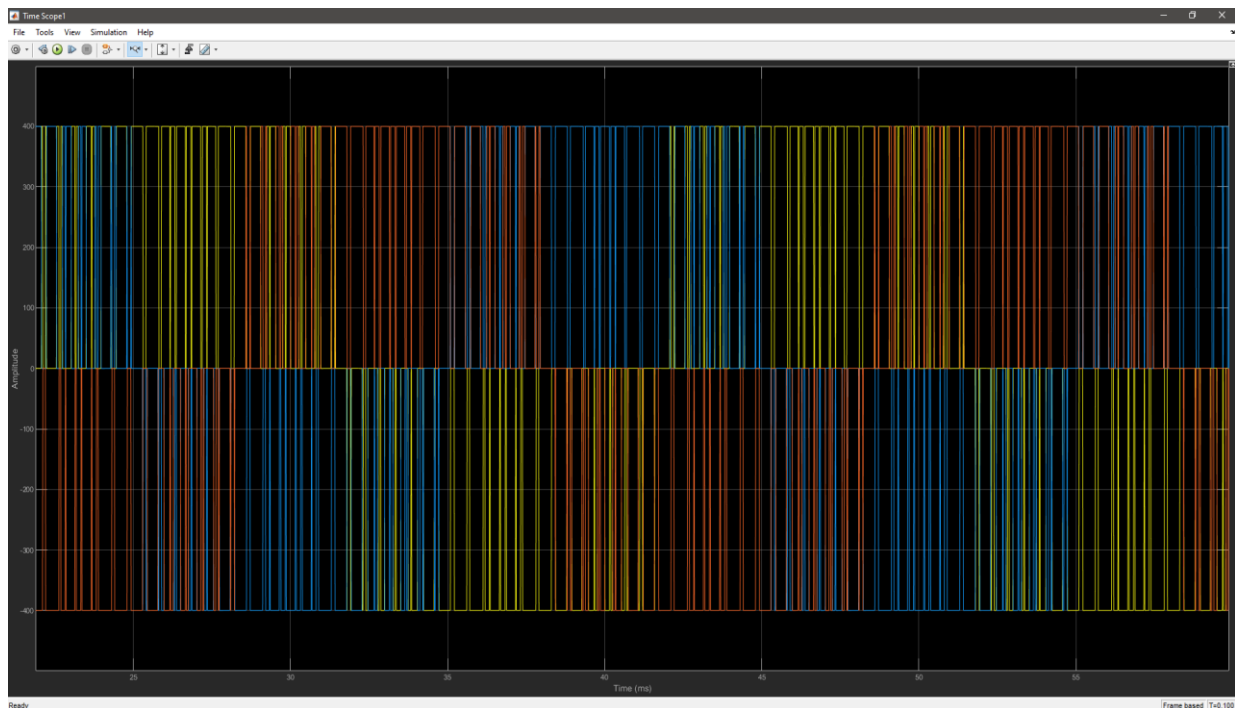 Time Scope1
File Tools View Simulation Help
400
300
200
100
0
-100
-200
-300
-400
Amplitude
25 30 35 40 45 50 55
Time (ms)
Ready
Frame based T=0.100